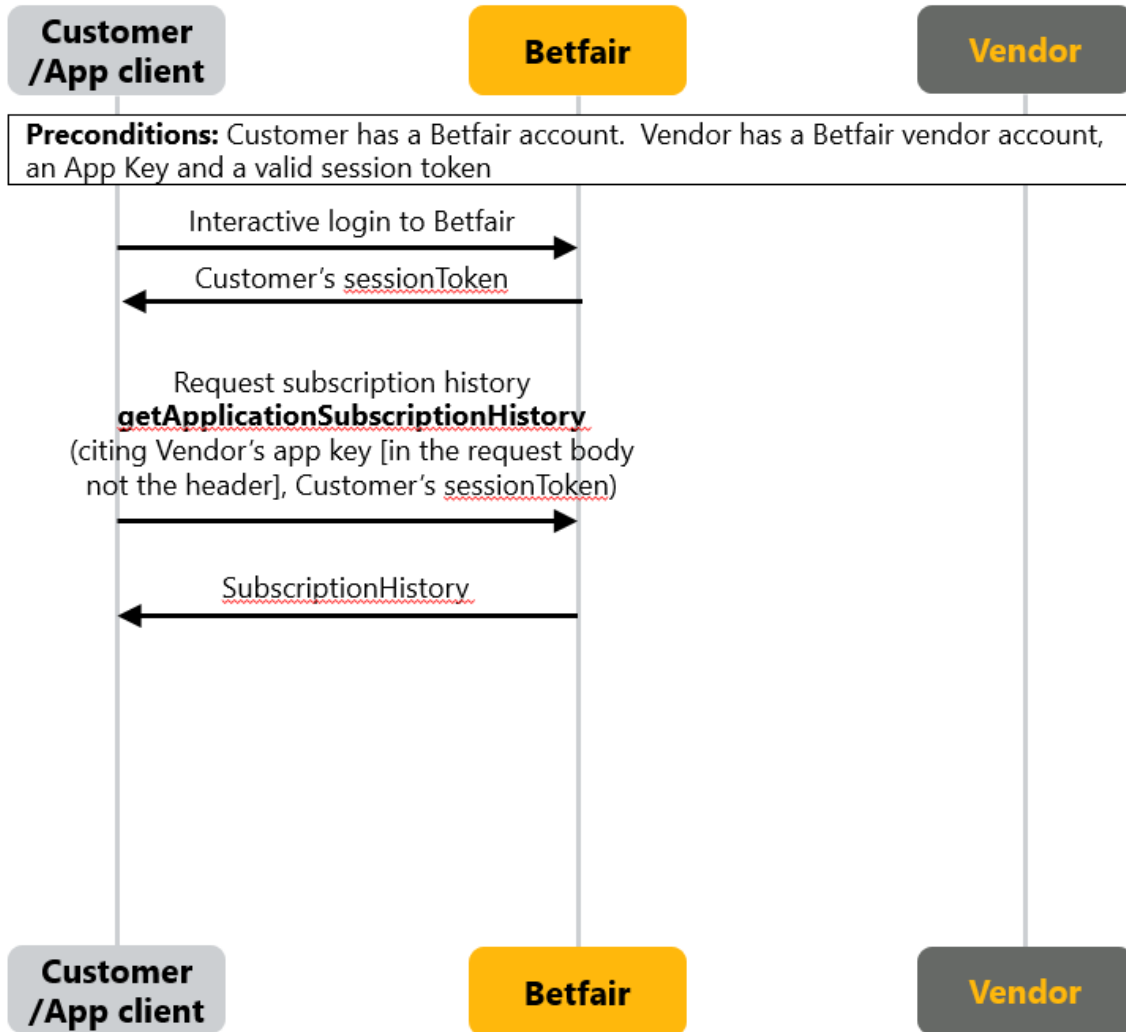 Customer
/App client
Betfair
Vendor
Preconditions: Customer has a Betfair account.  Vendor has a Betfair vendor account,
an App Key and a valid session token
Interactive login to Betfair
Customer’s sessionToken
Request subscription history
getApplicationSubscriptionHistory
(citing Vendor’s app key [in the request body
not the header], Customer’s sessionToken)
SubscriptionHistory
Customer
/App client
Betfair
Vendor